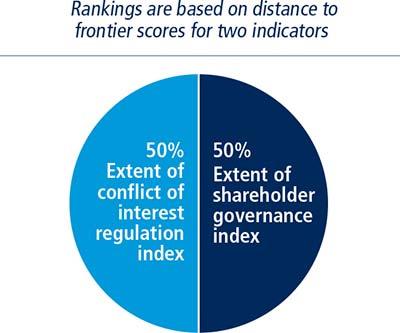 Rankings are based on distance to
frontier scores for two indicators
50%
Extent of
conflict of
interest
regulation
index
50%
Extent of
shareholder
governance
index